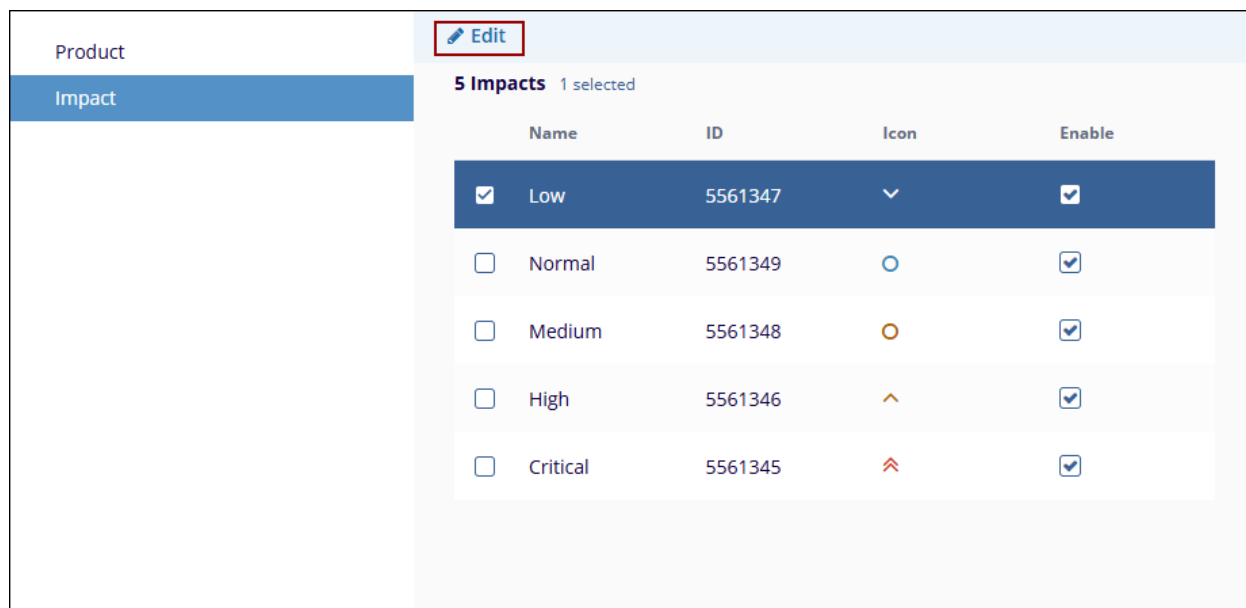 Product
Impact
Edit
5 Impacts 1 selected
Name ID Icon Enable
Low 5561347
Normal 5561349
Medium 5561348
High 5561346
Critical 5561345